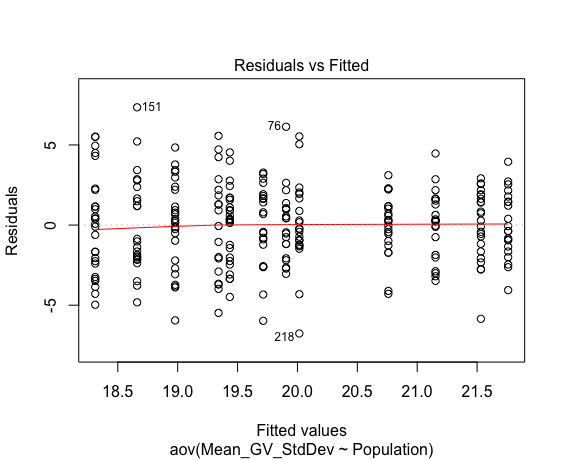 Residuals vs Fitted
151
76
218
5
0
-5
Residuals
18.5 19.0 19.5 20.0 20.5 21.0 21.5
Fitted values
aov(Mean_GV_StdDev ~ Population)